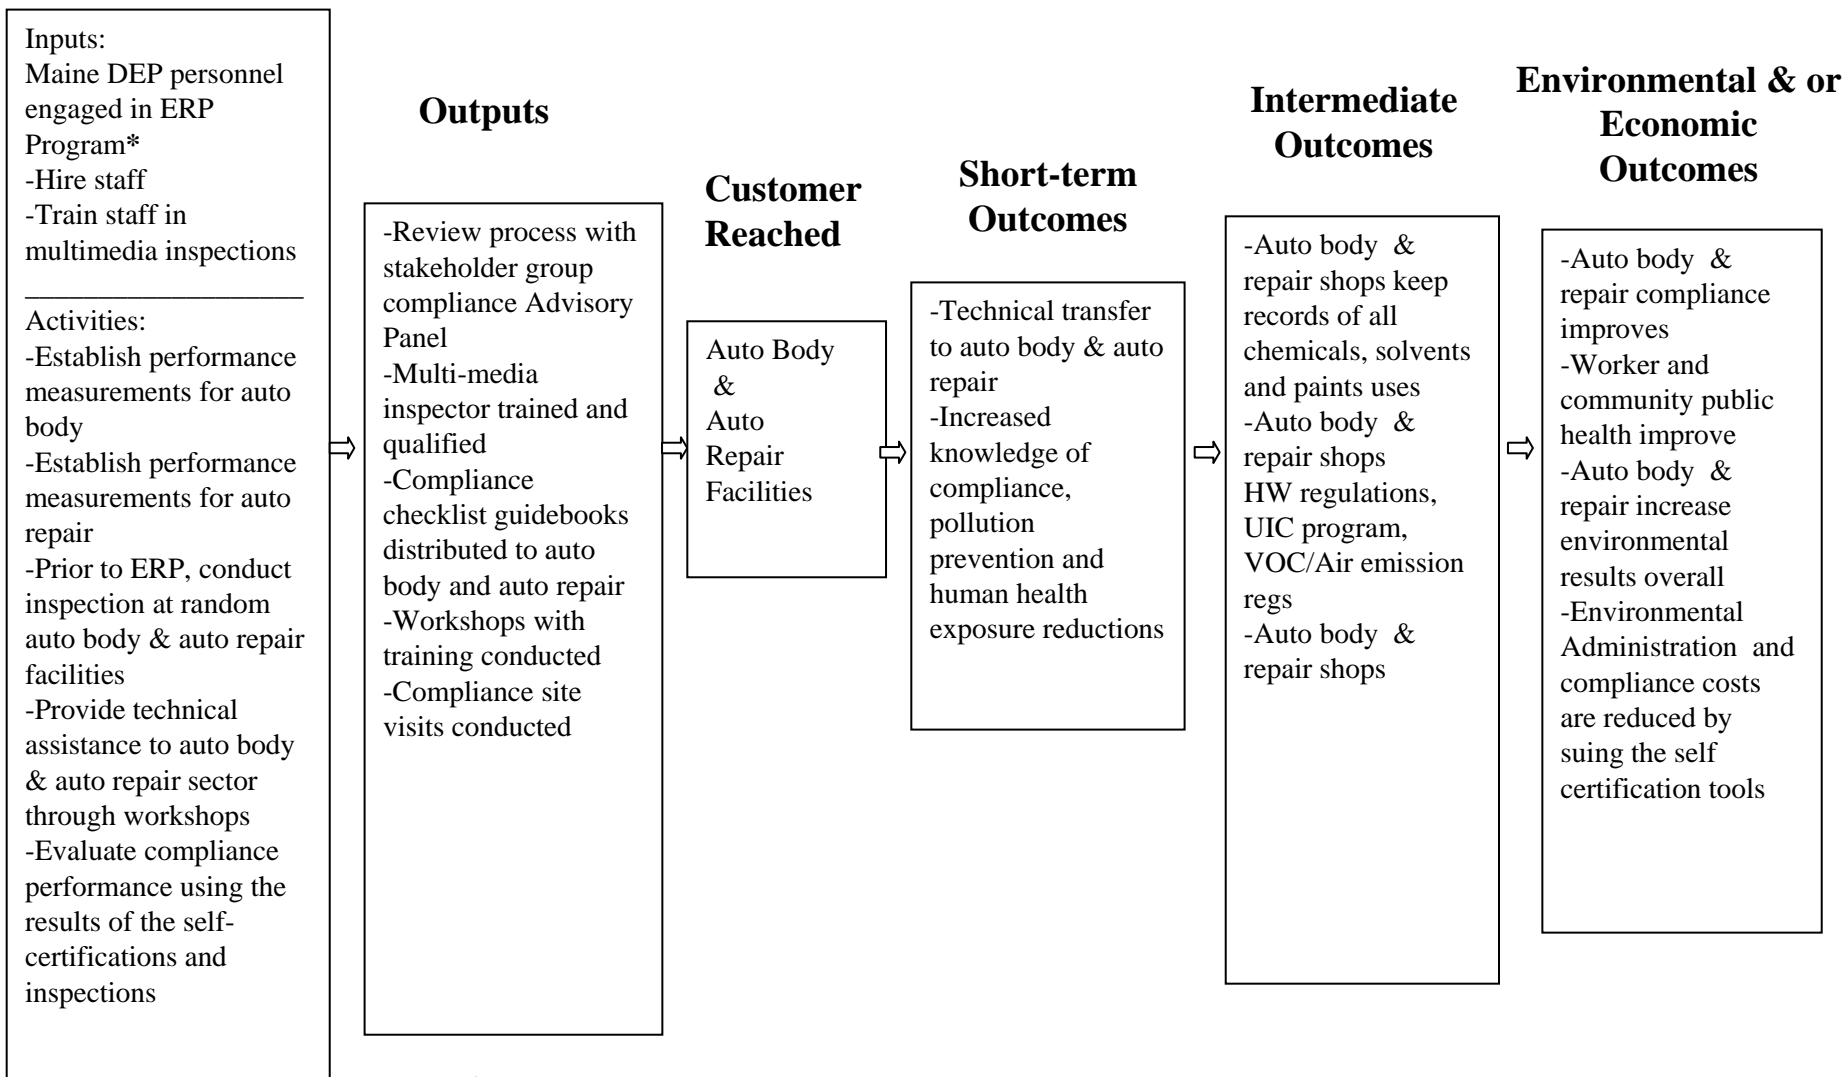 Inputs:
Maine DEP personnel
engaged in ERP
Program*
-Hire staff
-Train staff in
multimedia inspections
___________________
Activities:
-Establish performance
measurements for auto
body
-Establish performance
measurements for auto
repair
-Prior to ERP, conduct
inspection at random
auto body & auto repair
facilities
-Provide technical
assistance to auto body
& auto repair sector
through workshops
-Evaluate compliance
performance using the
results of the self-
certifications and
inspections
Outputs
-Review process with
stakeholder group
compliance Advisory
Panel
-Multi-media
inspector trained and
qualified
-Compliance
checklist guidebooks
distributed to auto
body and auto repair
-Workshops with
training conducted
-Compliance site
visits conducted
Customer
Reached
Auto Body
&
Auto
Repair
Facilities
Short-term
Outcomes
-Technical transfer
to auto body & auto
repair
-Increased
knowledge of
compliance,
pollution
prevention and
human health
exposure reductions
Intermediate
Outcomes
-Auto body & 
repair shops keep
records of all
chemicals, solvents
and paints uses
-Auto body &
repair shops
HW regulations,
UIC program,
VOC/Air emission
regs
-Auto body &
repair shops
Environmental & or
Economic
Outcomes
-Auto body &
repair compliance
improves
-Worker and
community public
health improve
-Auto body &
repair increase
environmental
results overall
-Environmental
Administration and
compliance costs
are reduced by
suing the self
certification tools